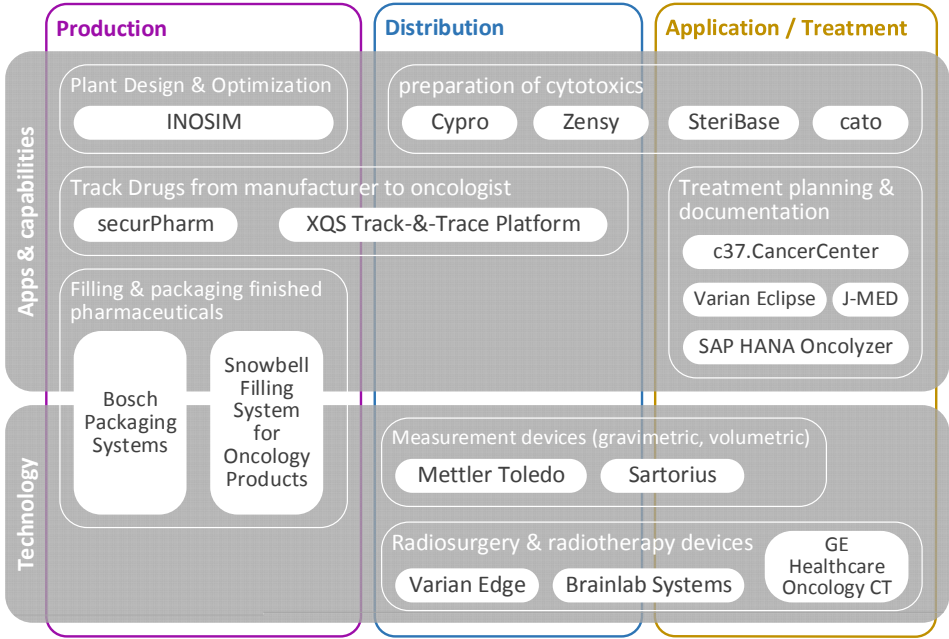 Production
Distribution
Application / Treatment
Apps & capabilities
Plant Design & Optimization
INOSIM
preparation of cytotoxics
Cypro
Zensy
SteriBase
cato
Track Drugs from manufacturer to oncologist
securPharm
XQS Track-&-Trace Platform
Treatment planning &
documentation
c37.CancerCenter
Varian Eclipse
J-MED
SAP HANA Oncolyzer
Filling & packaging finished
pharmaceuticals
Bosch
Packaging
Systems
Snowbell
Filling
System
for
Oncology
Products
Technology
Measurement devices (gravimetric, volumetric)
Mettler Toledo
Sartorius
Radiosurgery & radiotherapy devices
Varian Edge
Brainlab Systems
GE
Healthcare
Oncology CT